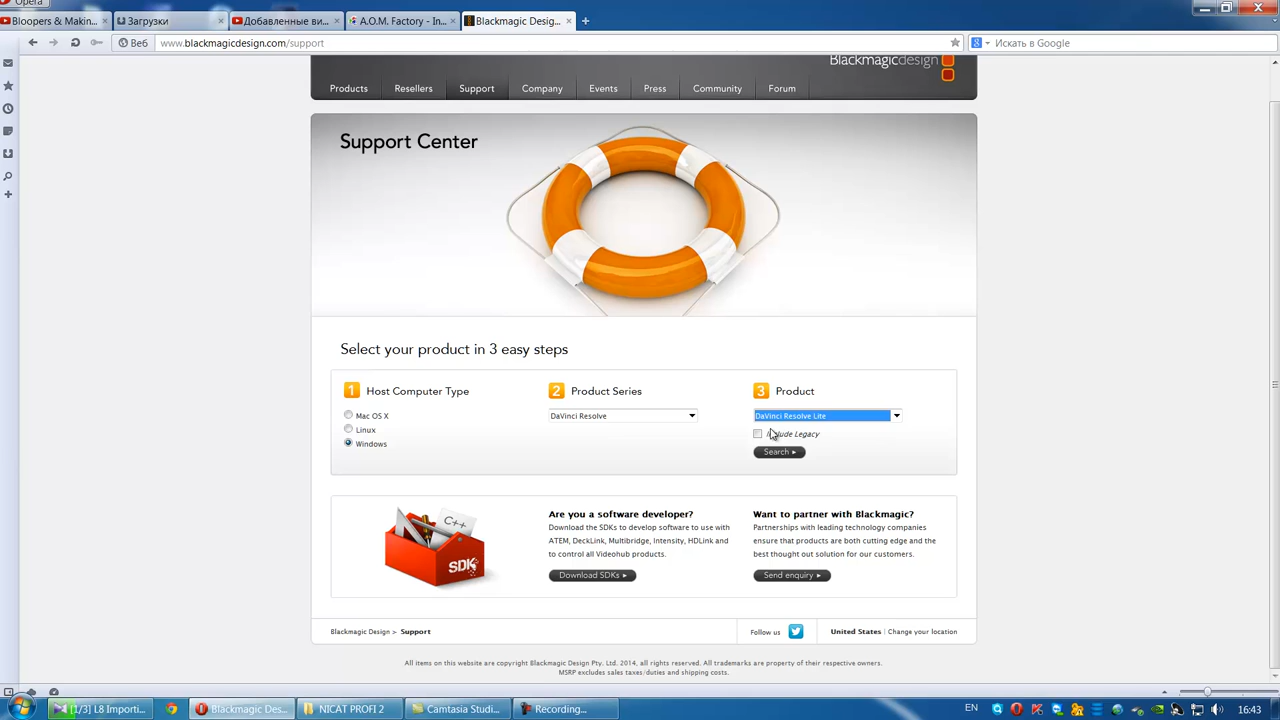 Opera
Bloopers & Makin...
Загрузки
Добавленные ви...
A.O.M. Factory - In...
Blackmagic Desig...
Веб
www.blackmagicdesign.com/support
Искать в Google
Blackmagicdesign
Products
Resellers
Support
Company
Events
Press
Community
Forum
Support Center
Select your product in 3 easy steps
1 Host Computer Type
2 Product Series
3 Product
Mac OS X
Linux
Windows
DaVinci Resolve
DaVinci Resolve Lite
Include Legacy
Search
C++
SDK
Are you a software developer?
Download the SDKs to develop software to use with
ATEM, DeckLink, Multibridge, Intensity, HDLink and
to control all Videohub products.
Download SDKs
Want to partner with Blackmagic?
Partnerships with leading technology companies
ensure that products are both cutting edge and the
best thought out solution for our customers.
Send enquiry
Blackmagic Design > Support
Follow us
United States | Change your location
All items on this website are copyright Blackmagic Design Pty. Ltd. 2014, all rights reserved. All trademarks are property of their respective owners.
MSRP excludes sales taxes/duties and shipping costs.
[1/3] L8 Importi...
Blackmagic Des...
NICAT PROFI 2
Camtasia Studi...
Recording...
EN
16:43